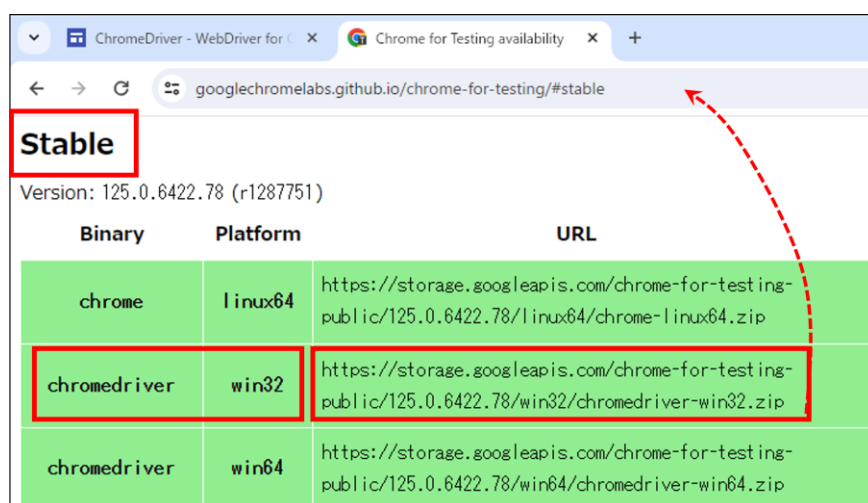 ChromeDriver - WebDriver for
Chrome for Testing availability
googlechromelabs.github.io/chrome-for-testing/#stable
Stable
Version: 125.0.6422.78 (r1287751)
Binary Platform URL
chrome linux64 https://storage.googleapis.com/chrome-for-testing-
public/125.0.6422.78/linux64/chrome-linux64.zip
chromedriver win32 https://storage.googleapis.com/chrome-for-testing-
public/125.0.6422.78/win32/chromedriver-win32.zip
chromedriver win64 https://storage.googleapis.com/chrome-for-testing-
public/125.0.6422.78/win64/chromedriver-win64.zip